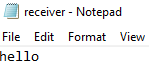 receiver - Notepad
File Edit Format View
hello